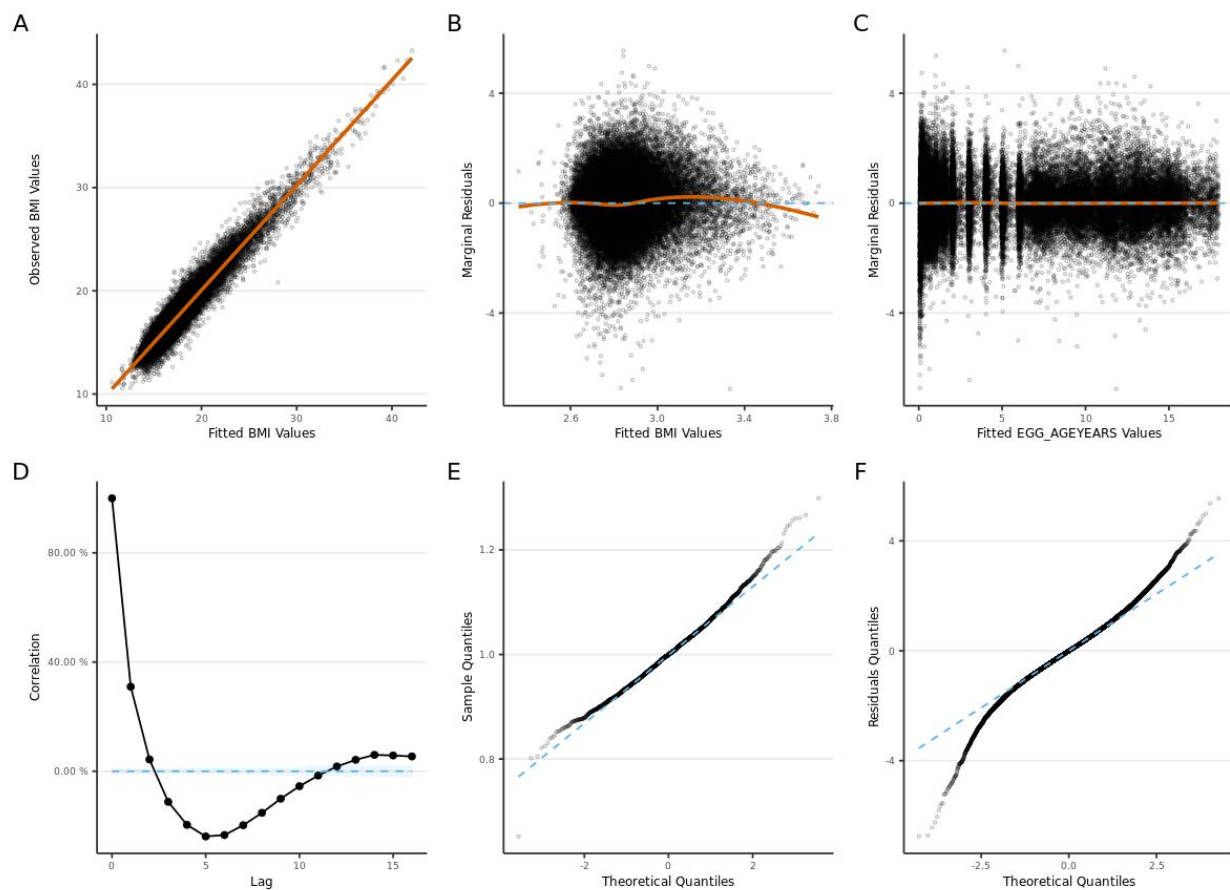 A
Observed BMI Values
40
30
20
10
10 20 30 40
Fitted BMI Values
B
Marginal Residuals
4
0
-4
2.6 3.0 3.4 3.8
Fitted BMI Values
C
Marginal Residuals
4
0
-4
0 5 10 15
Fitted EGG_AGEYEARS Values
D
Correlation
80.00 %
40.00 %
0.00 %
0 5 10 15
Lag
E
Sample Quantiles
1.2
1.0
0.8
-2 0 2
Theoretical Quantiles
F
Residuals Quantiles
4
0
-4
-2.5 0.0 2.5
Theoretical Quantiles